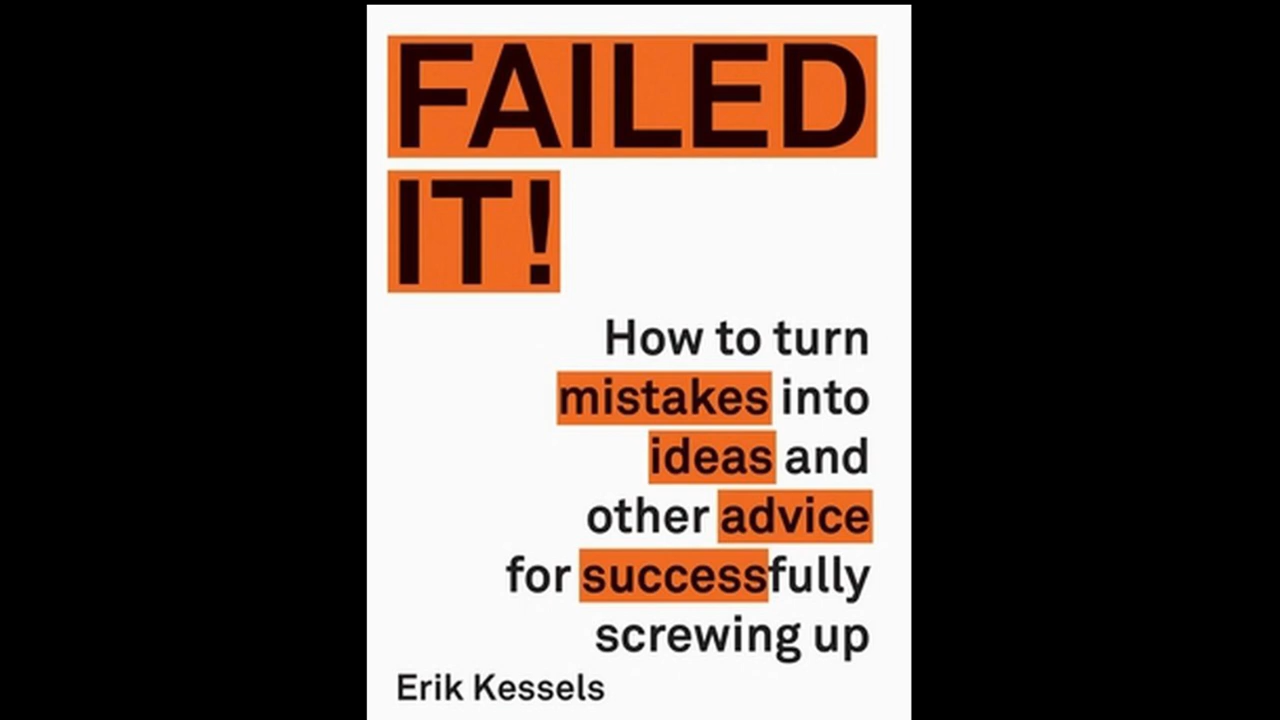 FAILED
IT!
How to turn
mistakes into
ideas and
other advice
for successfully
screwing up
Erik Kessels